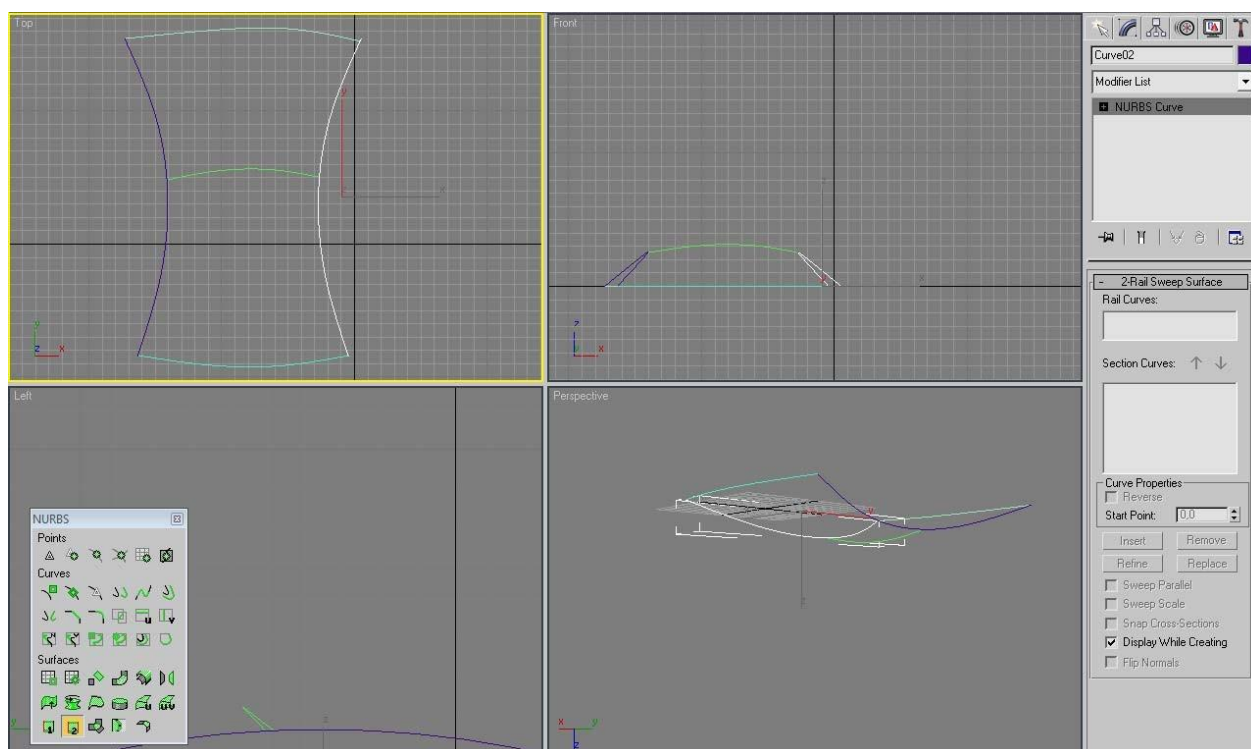 Top
Front
Curve02
Modifier List
NURBS Curve
y
x
z
x
y
z x
z
x
2-Rail Sweep Surface
Rail Curves:
Section Curves:
Left
Perspective
Curve Properties
Reverse
Start Point: 0,0
Insert Remove
Refine Replace
Sweep Parallel
Sweep Scale
Snap Cross-Sections
Display While Creating
Flip Normals
NURBS
Points
Curves
Surfaces
y
z
x y
z